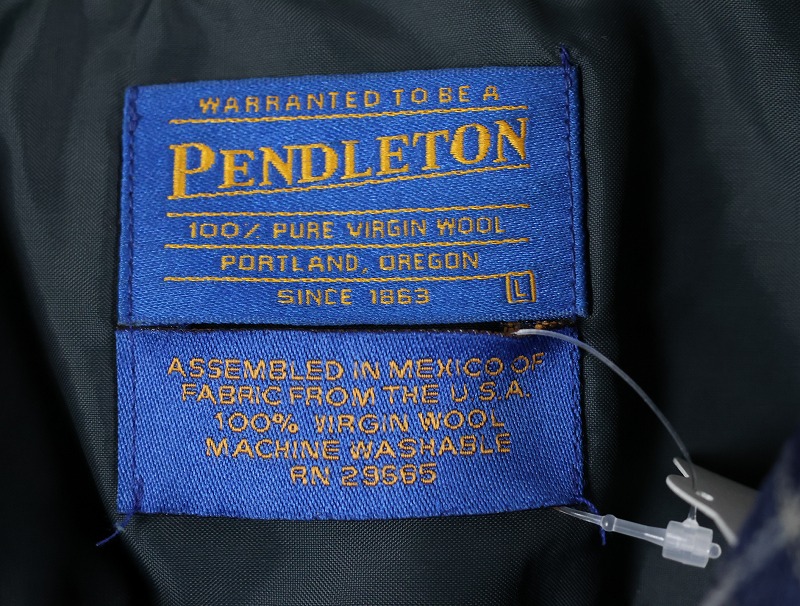 WARRANTED TO BE A
PENDLETON
100% PURE VIRGIN WOOL
PORTLAND, OREGON
SINCE 1863
L
ASSEMBLED IN MEXICO OF
FABRIC FROM THE U.S.A.
100% VIRGIN WOOL
MACHINE WASHABLE
RN 29565